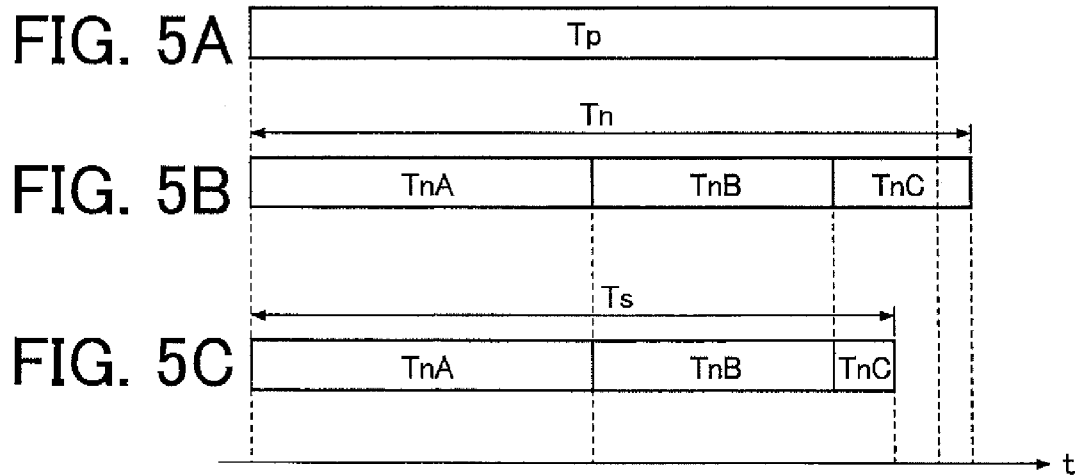 FIG. 5A
Tp
Tn
FIG. 5B
TnA TnB TnC
Ts
FIG. 5C
TnA TnB TnC
t